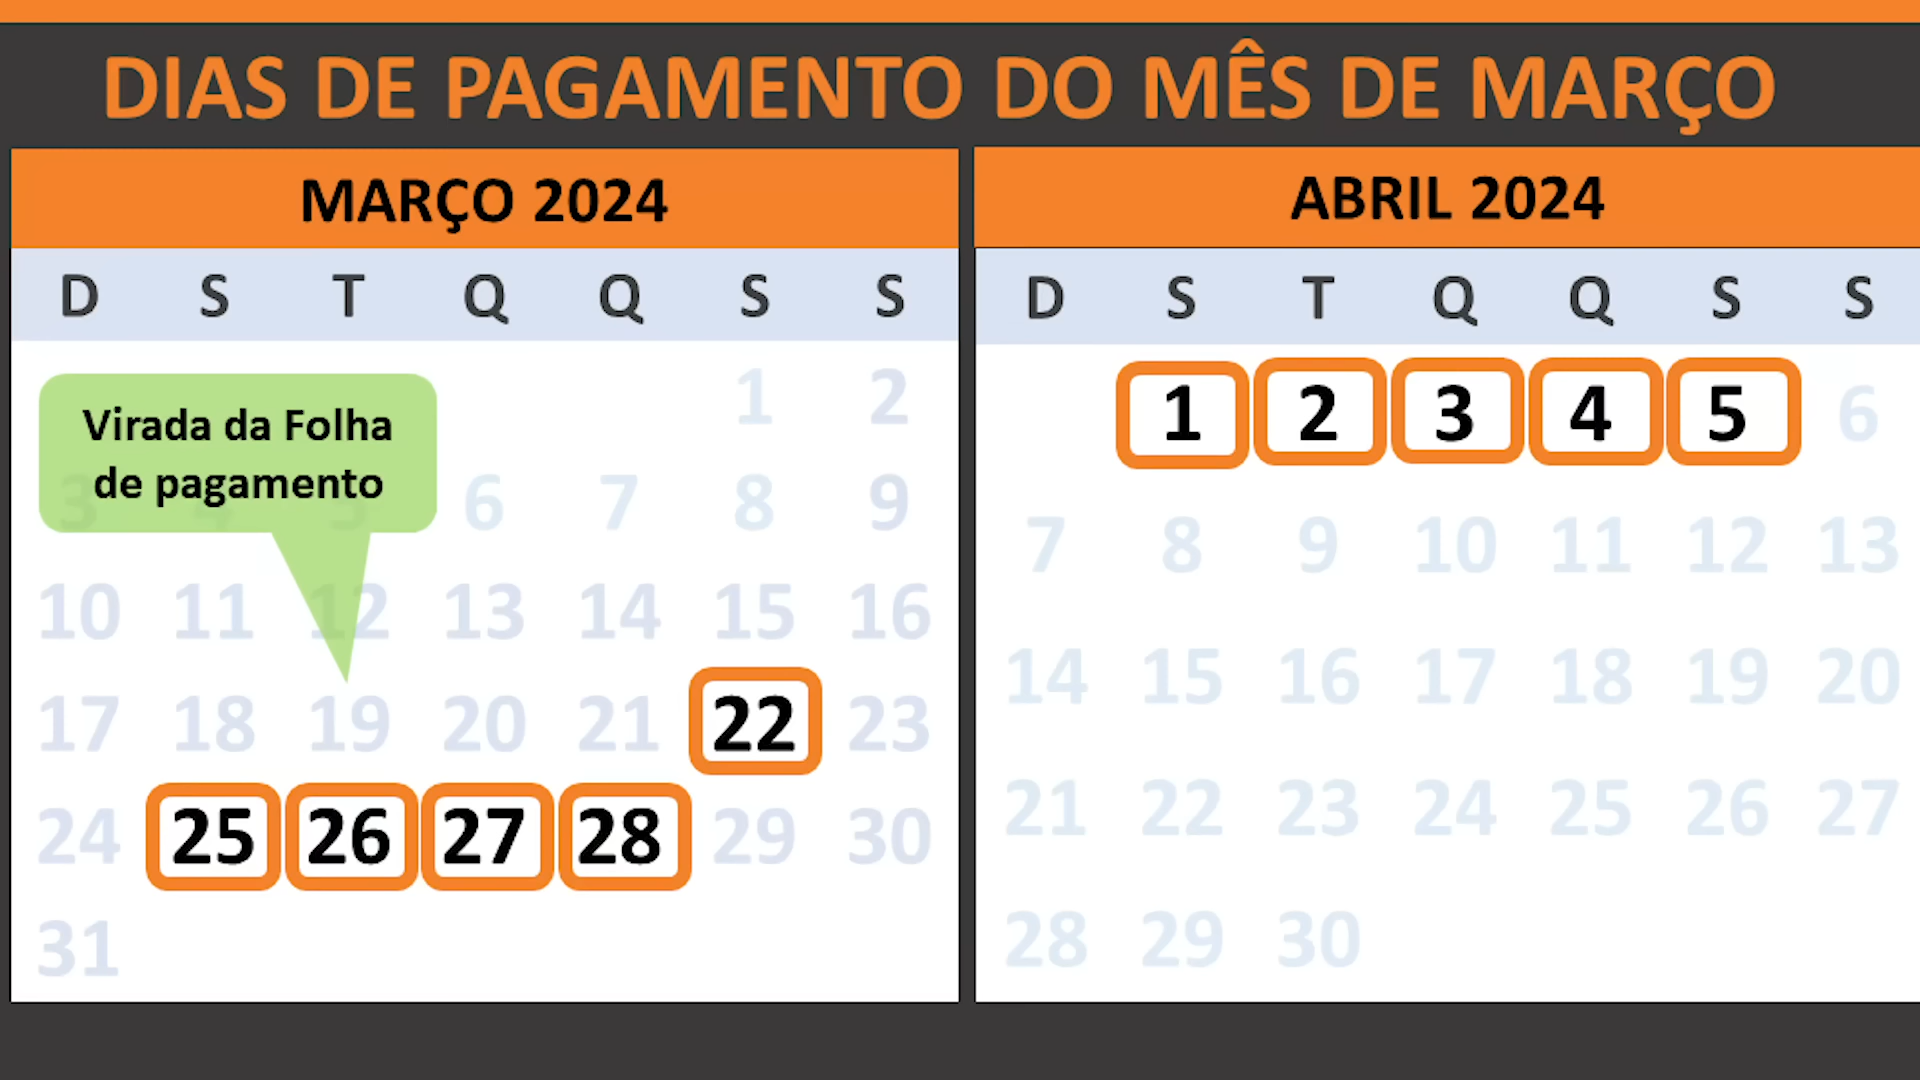 DIAS DE PAGAMENTO DO MÊS DE MARÇO
MARÇO 2024
D S T Q Q S S
1 2
Virada da Folha
de pagamento
3 4 5 6 7 8 9
10 11 12 13 14 15 16
17 18 19 20 21 22 23
24 25 26 27 28 29 30
31
ABRIL 2024
D S T Q Q S S
1 2 3 4 5 6
7 8 9 10 11 12 13
14 15 16 17 18 19 20
21 22 23 24 25 26 27
28 29 30